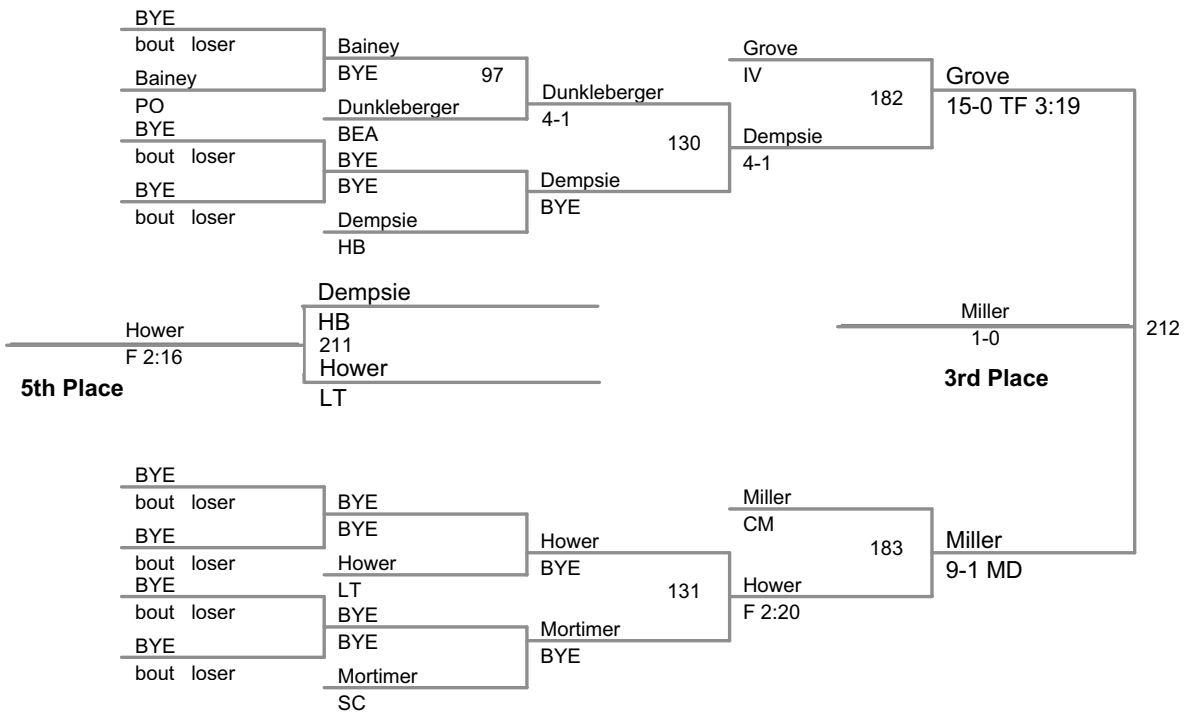 BYE
bout loser
Bainey
PO
BYE
bout loser
BYE
bout loser
Bainey
BYE
97
Dunkleberger
BEA
BYE
BYE
Dempsie
HB
Dunkleberger
4-1
130
Dempsie
BYE
Grove
IV
182
Dempsie
4-1
Grove
15-0 TF 3:19
Dempsie
HB
211
Hower
LT
Hower
F 2:16
5th Place
Miller
1-0
212
3rd Place
BYE
bout loser
BYE
bout loser
BYE
bout loser
BYE
bout loser
BYE
BYE
Hower
LT
BYE
BYE
Mortimer
SC
Hower
BYE
131
Mortimer
BYE
Miller
CM
183
Hower
F 2:20
Miller
9-1 MD